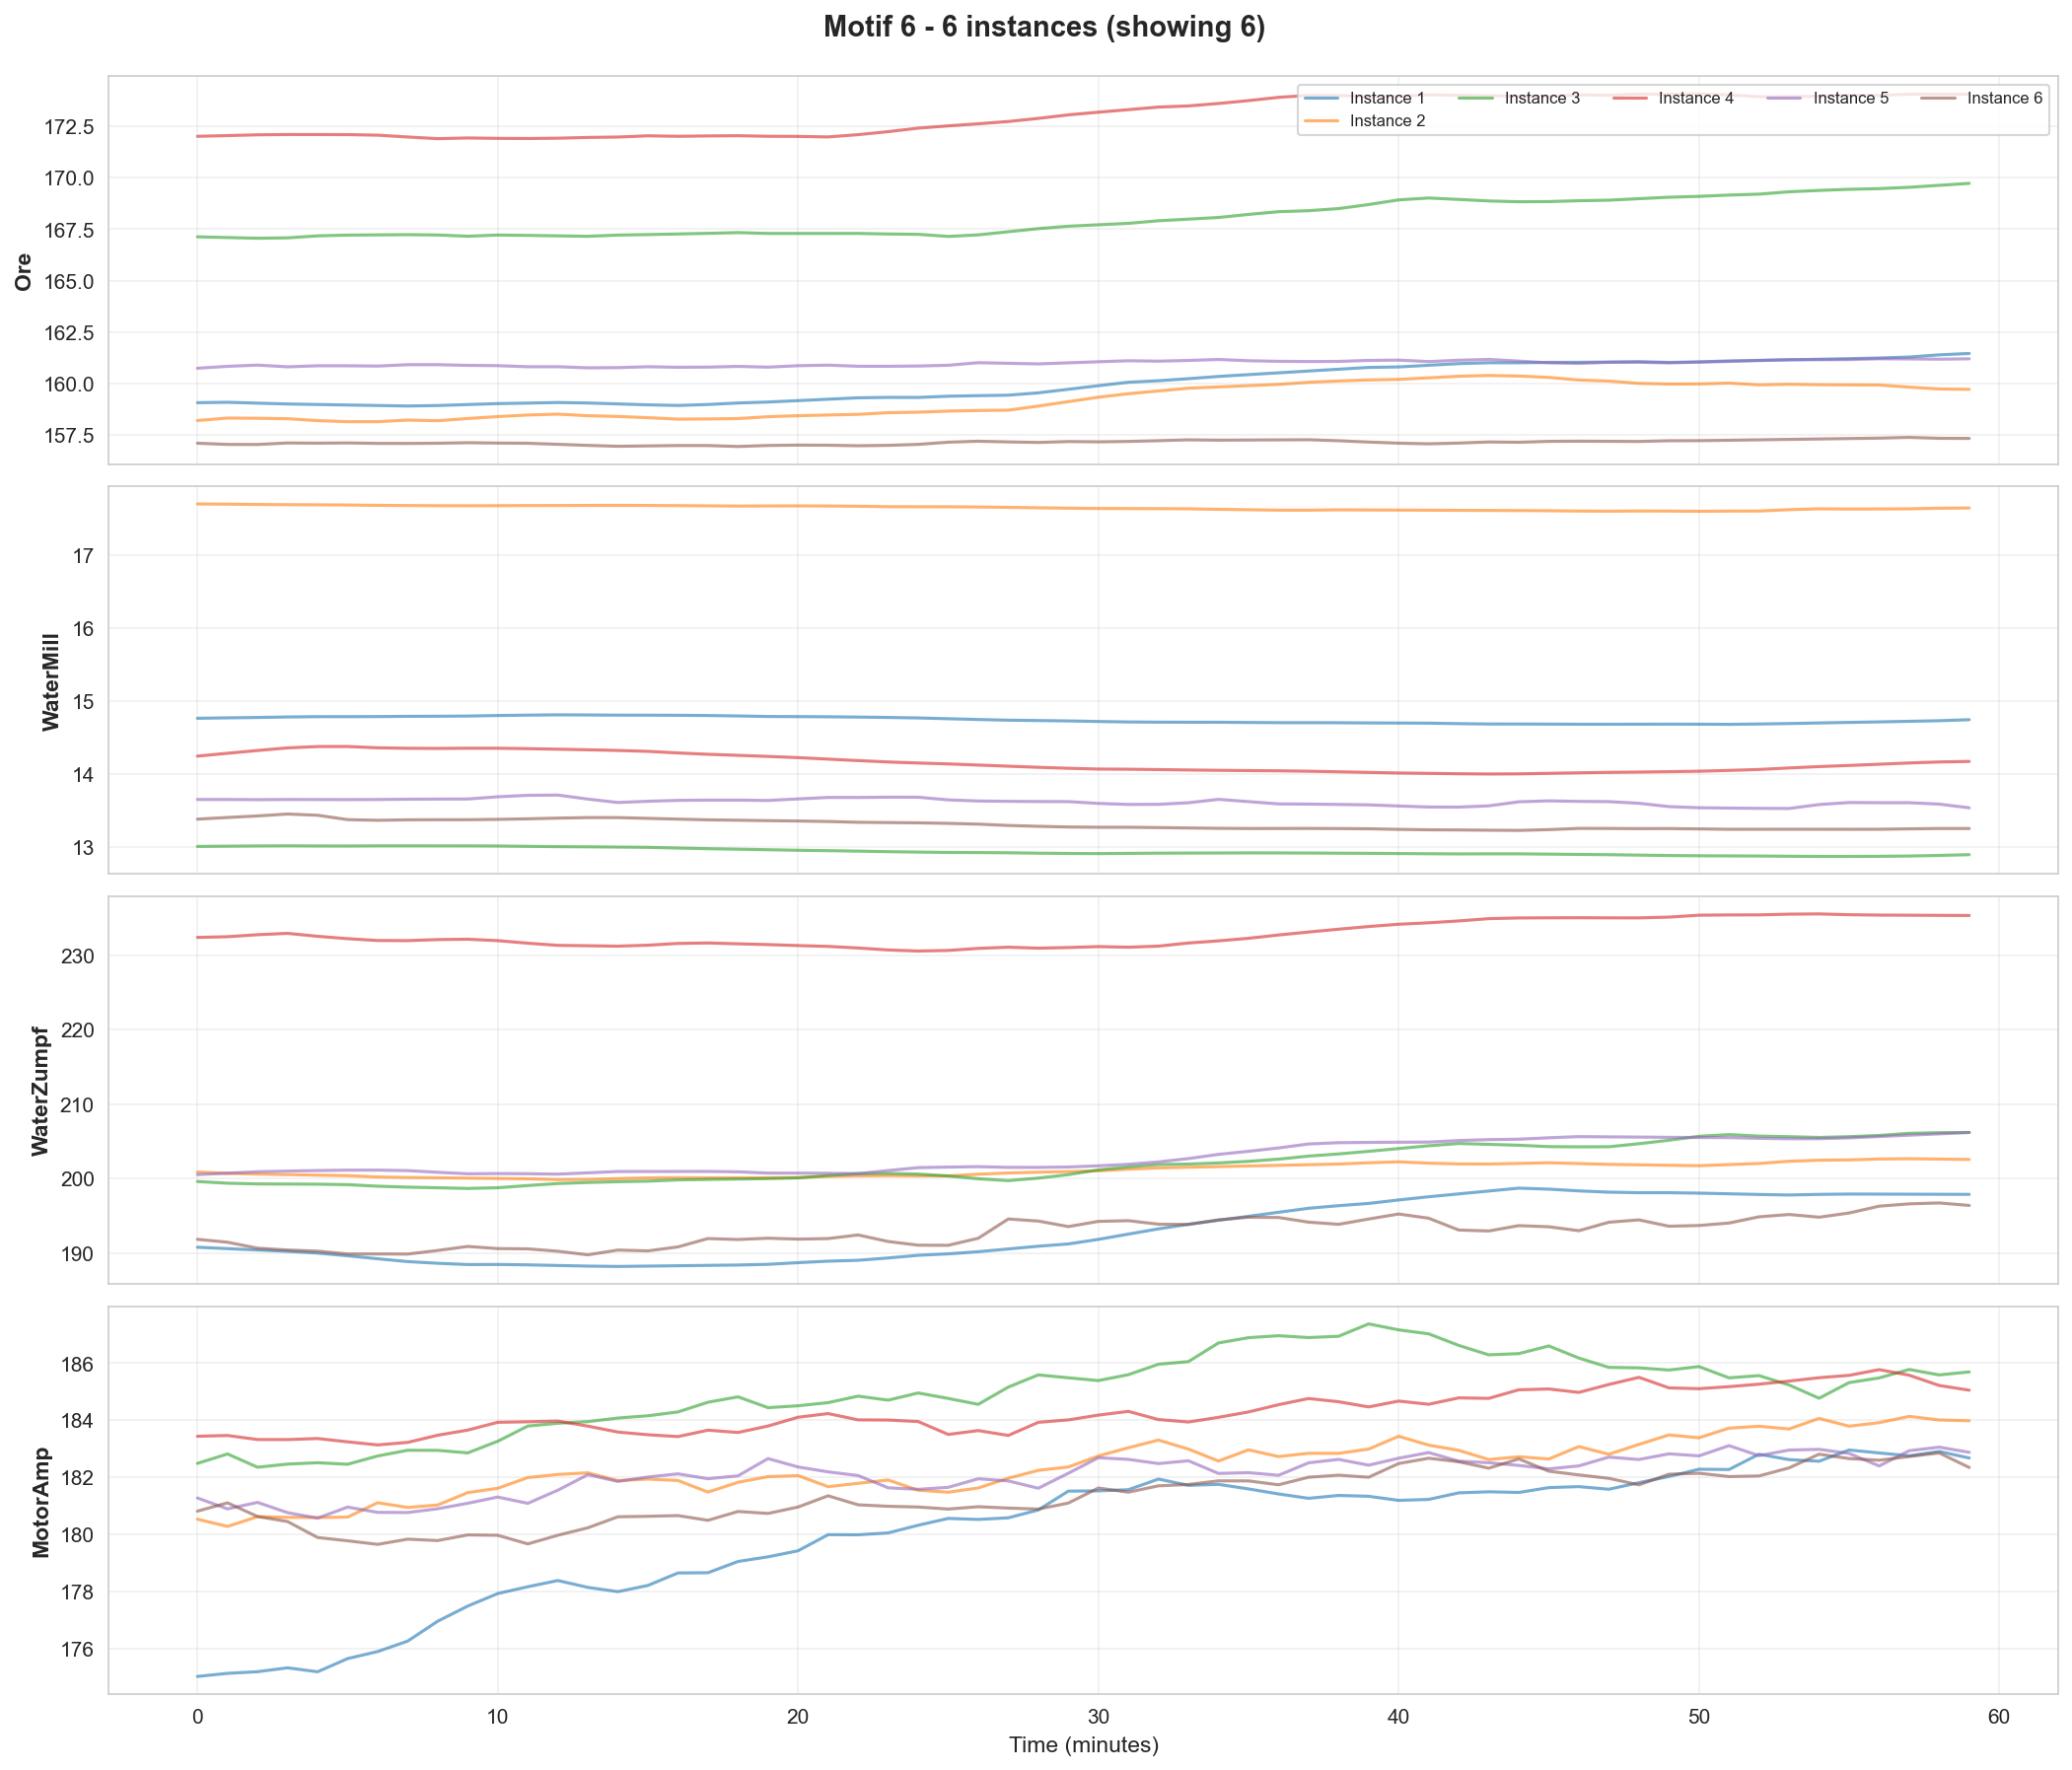 Motif 6 - 6 instances (showing 6)
Instance 1 Instance 3 Instance 4 Instance 5 Instance 6
Instance 2
Ore
172.5
170.0
167.5
165.0
162.5
160.0
157.5
WaterMill
17
16
15
14
13
WaterZumpf
230
220
210
200
190
MotorAmp
186
184
182
180
178
176
0 10 20 30 40 50 60
Time (minutes)